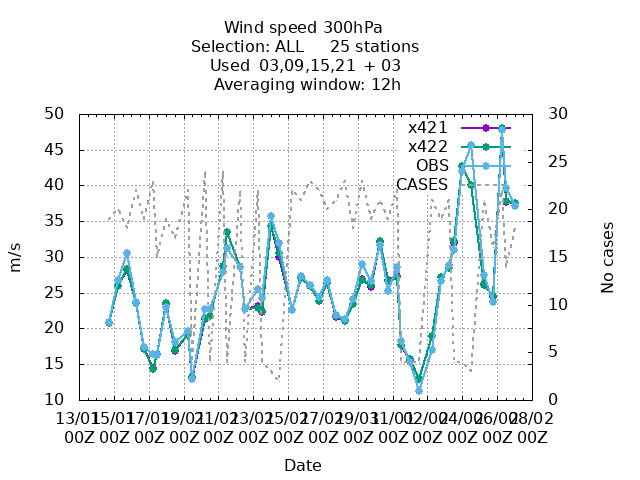 Wind speed 300hPa
Selection: ALL 25 stations
Used 03,09,15,21 + 03
Averaging window: 12h
50 30
x421
x422
OBS
CASES
45
40
35
30
25
20
15
10
25
20
15
10
5
0
m/s
No cases
13/01 15/01 17/01 19/01 21/01 23/01 25/01 27/01 29/01 31/01 02/02 04/02 26/02 28/02
00Z 00Z 00Z 00Z 00Z 00Z 00Z 00Z 00Z 00Z 00Z 00Z 00Z 00Z
Date